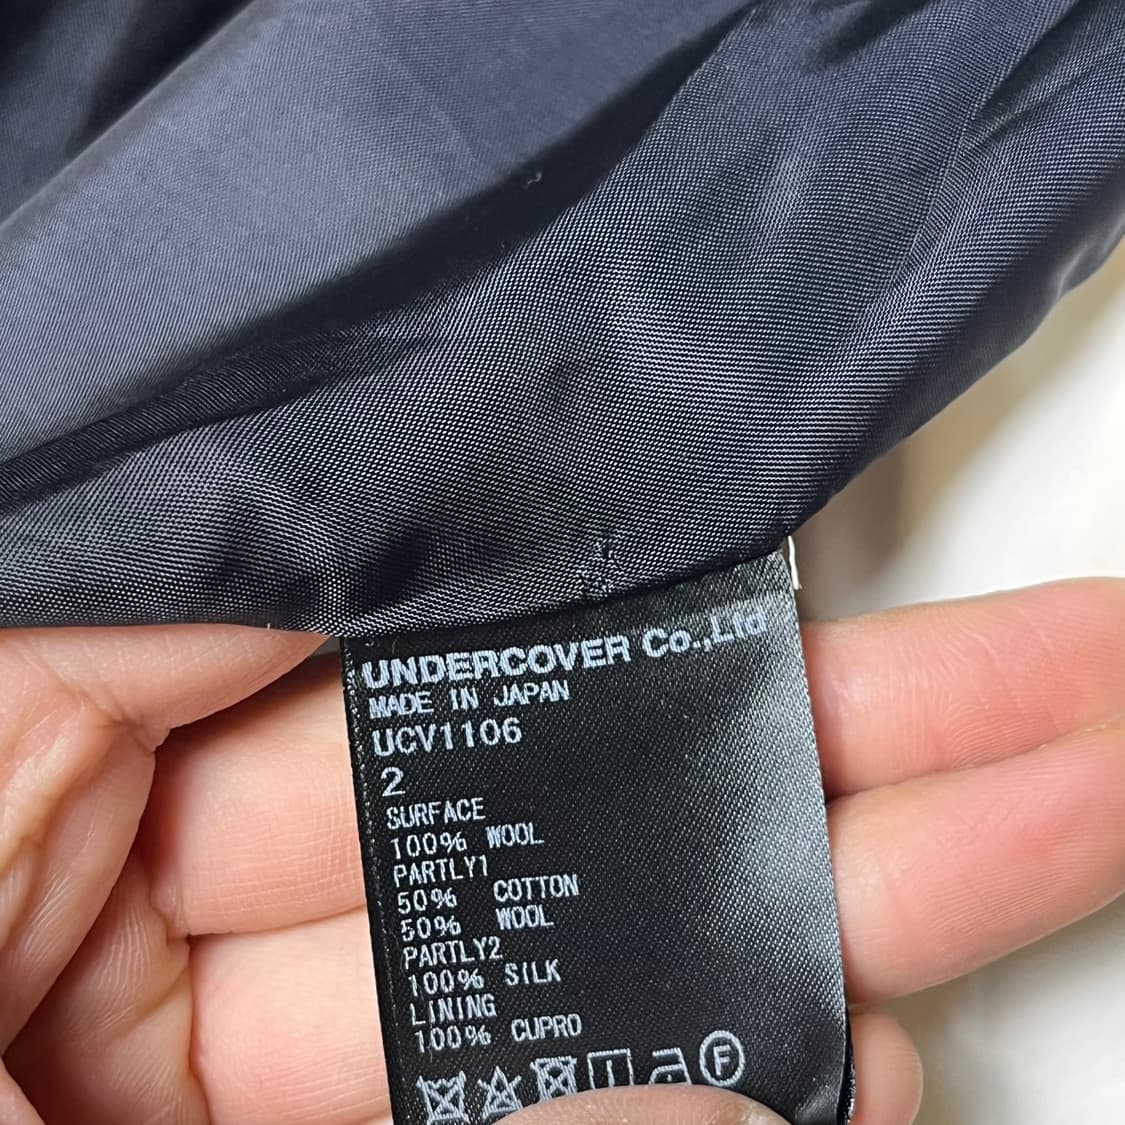 UNDERCOVER Co.,Ltd
MADE IN JAPAN
UCV1106
2
SURFACE
100% WOOL
PARTLY1
50% COTTON
50% WOOL
PARTLY2
100% SILK
LINING
100% CUPRO
F